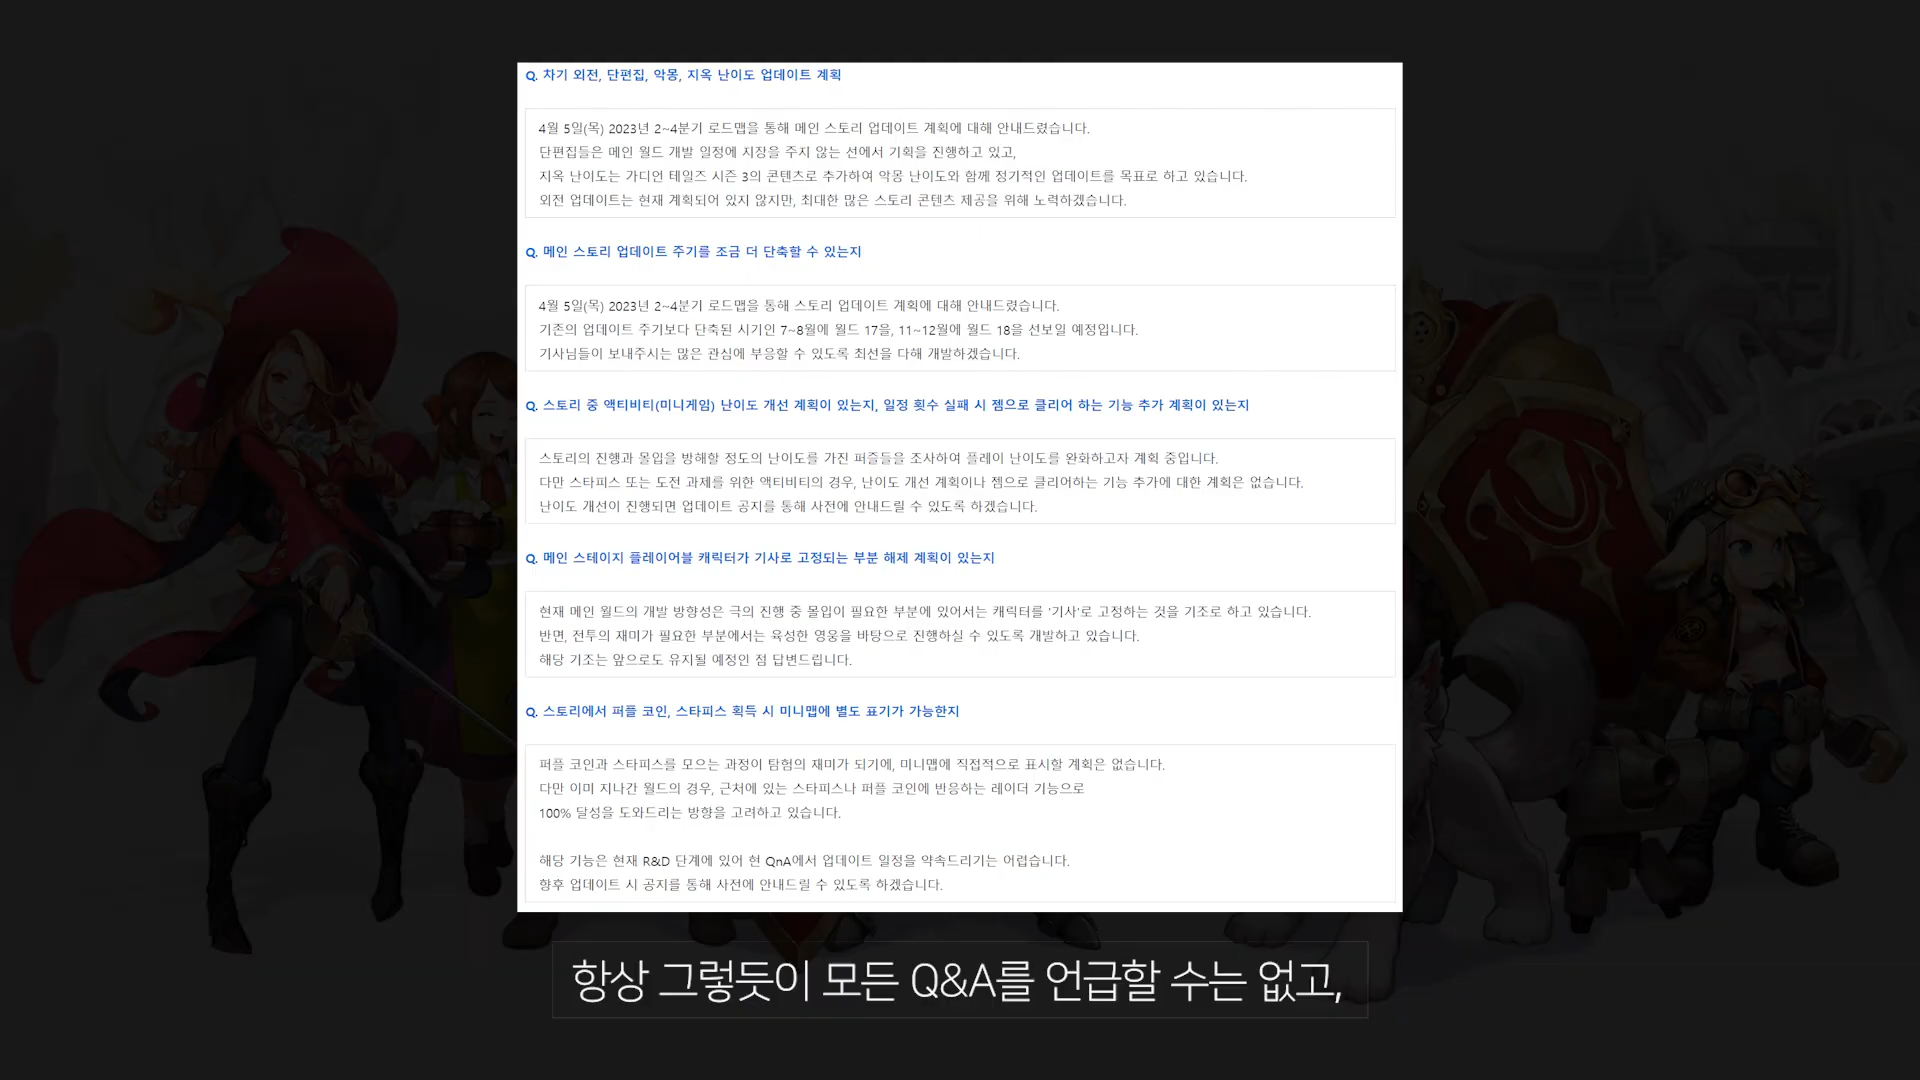 Q. 차기 외전, 단편집, 악몽, 지옥 난이도 업데이트 계획
4월 5일(목) 2023년 2~4분기 로드맵을 통해 메인 스토리 업데이트 계획에 대해 안내드렸습니다.
단편집들은 메인 월드 개발 일정에 지장을 주지 않는 선에서 기획을 진행하고 있고,
지옥 난이도는 가디언 테일즈 시즌 3의 콘텐츠로 추가하여 악몽 난이도와 함께 정기적인 업데이트를 목표로 하고 있습니다.
외전 업데이트는 현재 계획되어 있지 않지만, 최대한 많은 스토리 콘텐츠 제공을 위해 노력하겠습니다.
Q. 메인 스토리 업데이트 주기를 조금 더 단축할 수 있는지
4월 5일(목) 2023년 2~4분기 로드맵을 통해 스토리 업데이트 계획에 대해 안내드렸습니다.
기존의 업데이트 주기보다 단축된 시기인 7~8월에 월드 17을, 11~12월에 월드 18을 선보일 예정입니다.
기사님들이 보내주시는 많은 관심에 부응할 수 있도록 최선을 다해 개발하겠습니다.
Q. 스토리 중 액티비티(미니게임) 난이도 개선 계획이 있는지, 일정 횟수 실패 시 젬으로 클리어 하는 기능 추가 계획이 있는지
스토리의 진행과 몰입을 방해할 정도의 난이도를 가진 퍼즐들을 조사하여 플레이 난이도를 완화하고자 계획 중입니다.
다만 스타피스 또는 도전 과제를 위한 액티비티의 경우, 난이도 개선 계획이나 젬으로 클리어하는 기능 추가에 대한 계획은 없습니다.
난이도 개선이 진행되면 업데이트 공지를 통해 사전에 안내드릴 수 있도록 하겠습니다.
Q. 메인 스테이지 플레이어블 캐릭터가 기사로 고정되는 부분 해제 계획이 있는지
현재 메인 월드의 개발 방향성은 극의 진행 중 몰입이 필요한 부분에 있어서는 캐릭터를 '기사'로 고정하는 것을 기조로 하고 있습니다.
반면, 전투의 재미가 필요한 부분에서는 육성한 영웅을 바탕으로 진행하실 수 있도록 개발하고 있습니다.
해당 기조는 앞으로도 유지될 예정인 점 답변드립니다.
Q. 스토리에서 퍼플 코인, 스타피스 획득 시 미니맵에 별도 표기가 가능한지
퍼플 코인과 스타피스를 모으는 과정이 탐험의 재미가 되기에, 미니맵에 직접적으로 표시할 계획은 없습니다.
다만 이미 지나간 월드의 경우, 근처에 있는 스타피스나 퍼플 코인에 반응하는 레이더 기능으로
100% 달성을 도와드리는 방향을 고려하고 있습니다.
해당 기능은 현재 R&D 단계에 있어 현 QnA에서 업데이트 일정을 약속드리기는 어렵습니다.
향후 업데이트 시 공지를 통해 사전에 안내드릴 수 있도록 하겠습니다.
항상 그렇듯이 모든 Q&A를 언급할 수는 없고,